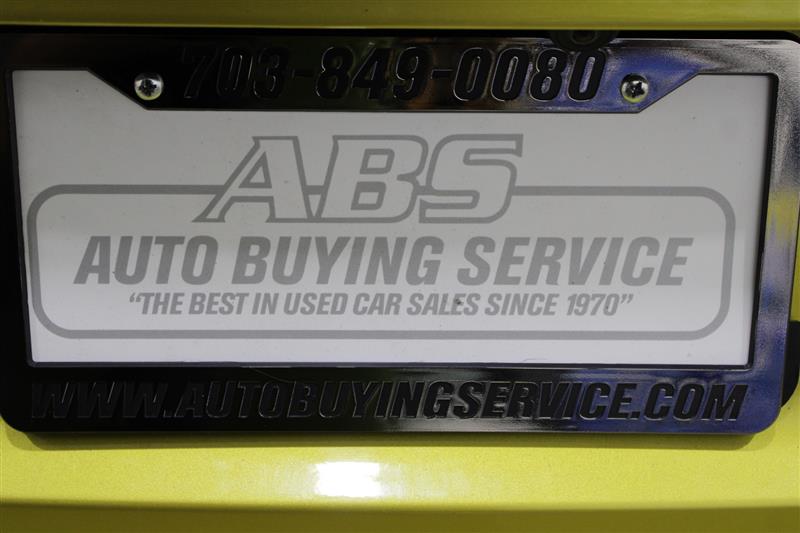 703-849-0080
ABS
AUTO BUYING SERVICE
“THE BEST IN USED CAR SALES SINCE 1970”
WWW.AUTOBUYINGSERVICE.COM